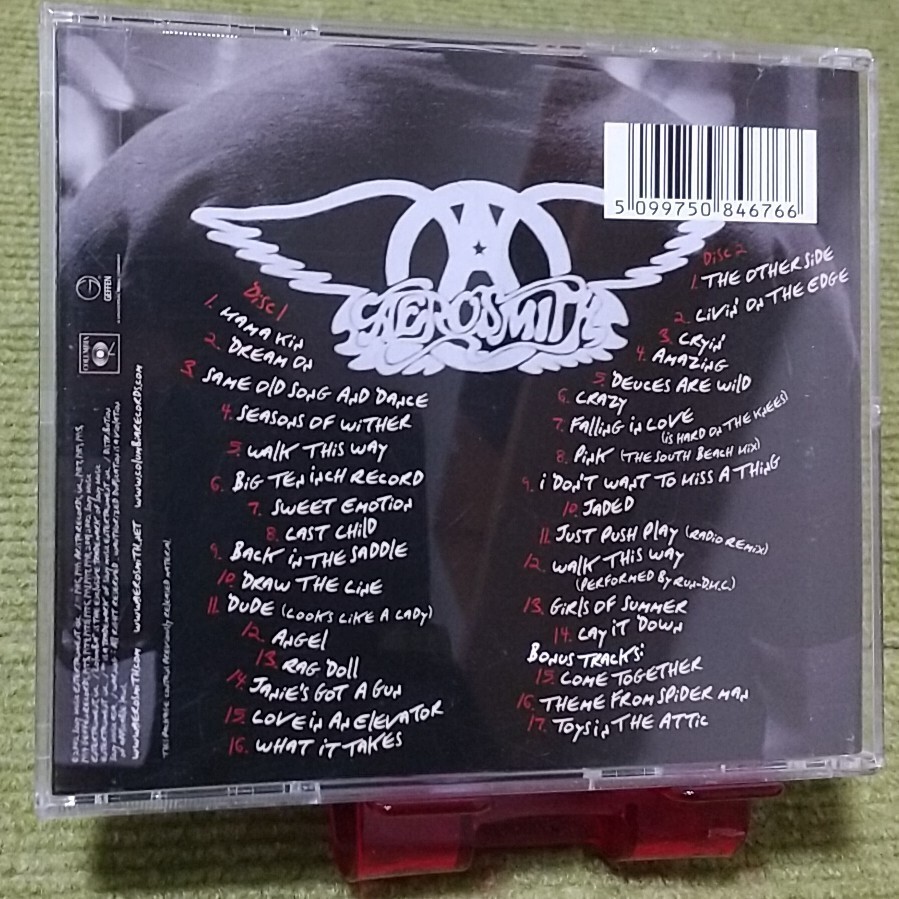 5 099750 846766
AEROSMITH
Disc 1
1. MAMA KIN
2. DREAM ON
3. SAME OLD SONG AND DANCE
4. SEASONS OF WITHER
5. WALK THIS WAY
6. BIG TEN INCH RECORD
7. SWEET EMOTION
8. LAST CHILD
9. BACK IN THE SADDLE
10. DRAW THE LINE
11. DUDE (LOOKS LIKE A LADY)
12. ANGEL
13. RAG DOLL
14. JANIE'S GOT A GUN
15. LOVE IN AN ELEVATOR
16. WHAT IT TAKES
Disc 2
1. THE OTHER SIDE
2. LIVIN' ON THE EDGE
3. CRYIN'
4. AMAZING
5. DEUCES ARE WILD
6. CRAZY
7. FALLING IN LOVE
(IS HARD ON THE KNEES)
8. PINK (THE SOUTH BEACH MIX)
9. I DON'T WANT TO MISS A THING
10. JADED
11. JUST PUSH PLAY (RADIO REMIX)
12. WALK THIS WAY
(PERFORMED BY RUN-D.M.C.)
13. GIRLS OF SUMMER
14. LAY IT DOWN
BONUS TRACKS:
15. COME TOGETHER
16. THEME FROM SPIDER MAN
17. TOYS IN THE ATTIC
GEFFEN
COLUMBIA
WWW.AEROSMITH.COM WWW.AEROSMITH.NET WWW.COLUMBIARECORDS.COM
THIS PACKAGE CONTAINS PREVIOUSLY RELEASED MATERIAL